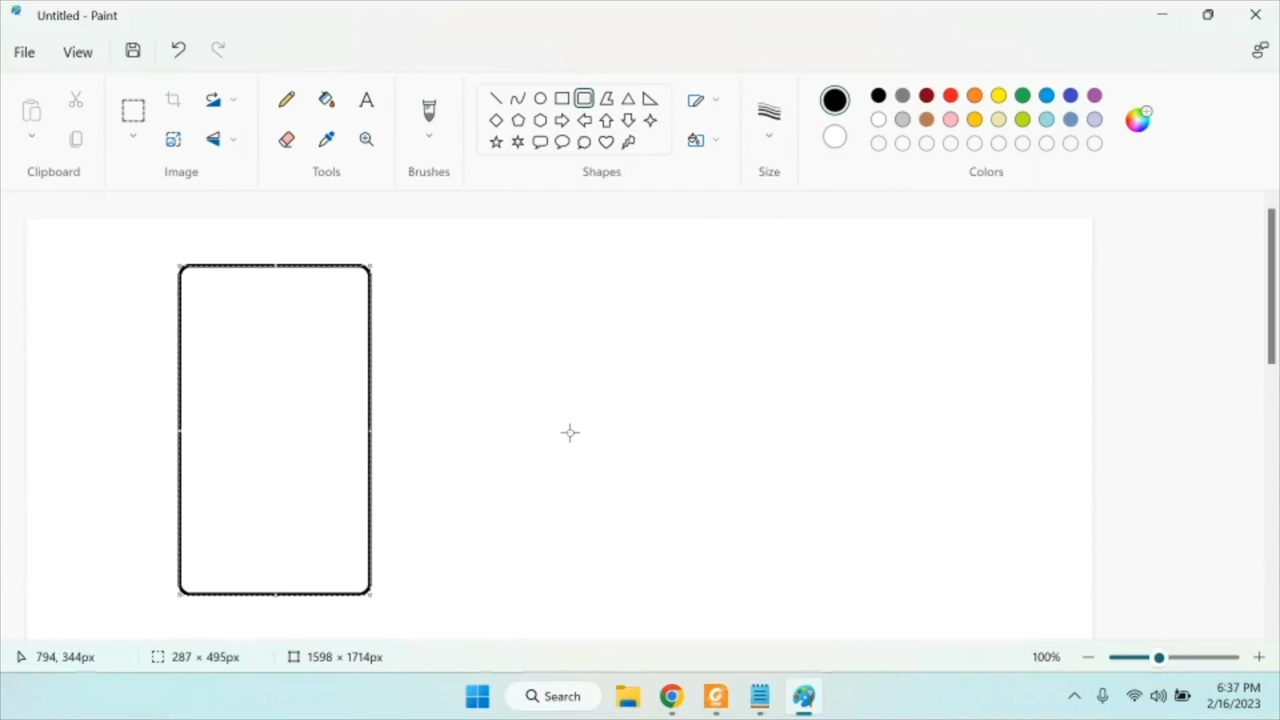 Untitled - Paint
File View
Clipboard Image Tools Brushes Shapes Size Colors
794, 344px 287 × 495px 1598 × 1714px 100%
Search
6:37 PM
2/16/2023